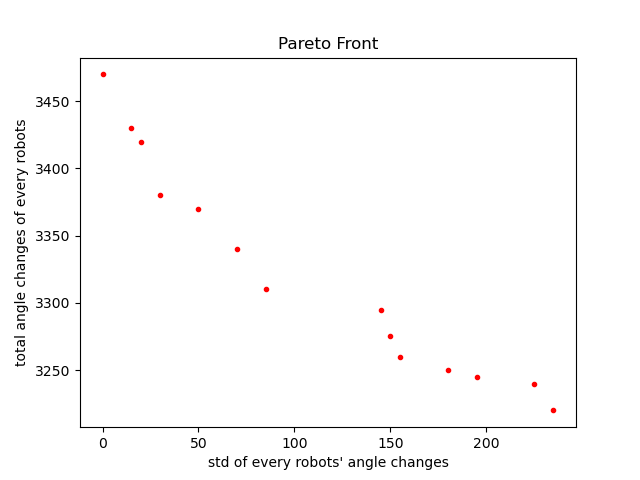 Pareto Front
total angle changes of every robots
3450
3400
3350
3300
3250
0 50 100 150 200
std of every robots' angle changes